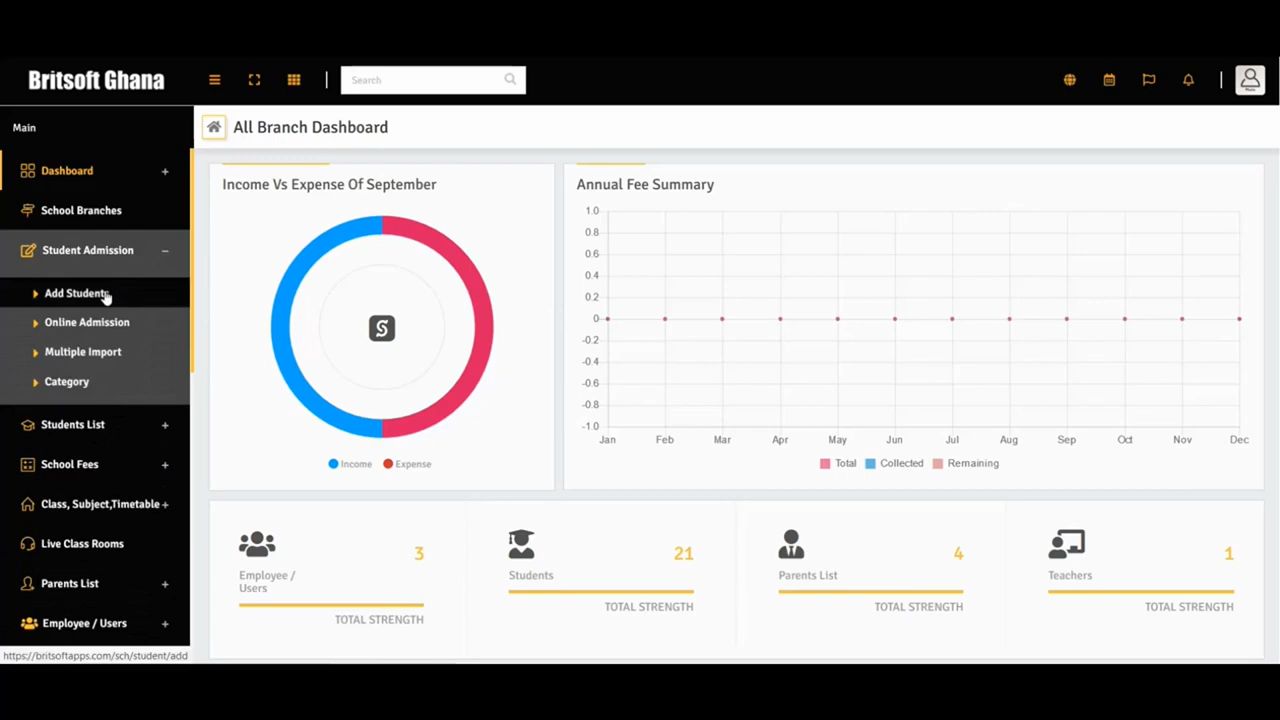 Britsoft Ghana
Search
Main
All Branch Dashboard
Dashboard
School Branches
Student Admission
Add Students
Online Admission
Multiple Import
Category
Students List
School Fees
Class, Subject,Timetable
Live Class Rooms
Parents List
Employee / Users
https://britsoftapps.com/sch/student/add
Income Vs Expense Of September
Income
Expense
Annual Fee Summary
1.0
0.8
0.6
0.4
0.2
0
-0.2
-0.4
-0.6
-0.8
-1.0
Jan Feb Mar Apr May Jun Jul Aug Sep Oct Nov Dec
Total Collected Remaining
3
Employee /
Users
TOTAL STRENGTH
21
Students
TOTAL STRENGTH
4
Parents List
TOTAL STRENGTH
1
Teachers
TOTAL STRENGTH